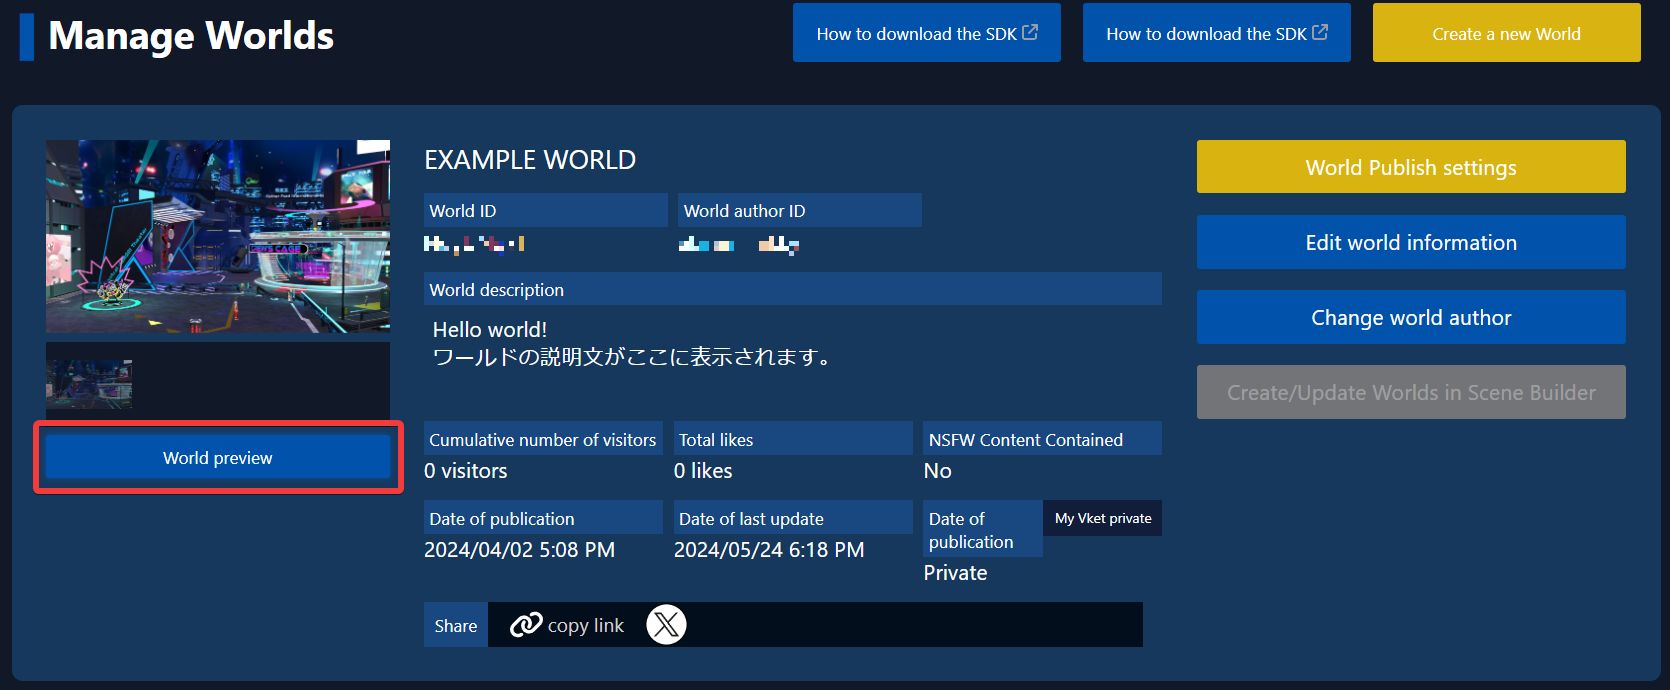 Manage Worlds
How to download the SDK
How to download the SDK
Create a new World
EXAMPLE WORLD
World ID
World author ID
World description
Hello world!
ワールドの説明文がここに表示されます。
World preview
Cumulative number of visitors
Total likes
NSFW Content Contained
0 visitors
0 likes
No
Date of publication
Date of last update
Date of
publication
My Vket private
2024/04/02 5:08 PM
2024/05/24 6:18 PM
Private
Share
copy link
World Publish settings
Edit world information
Change world author
Create/Update Worlds in Scene Builder